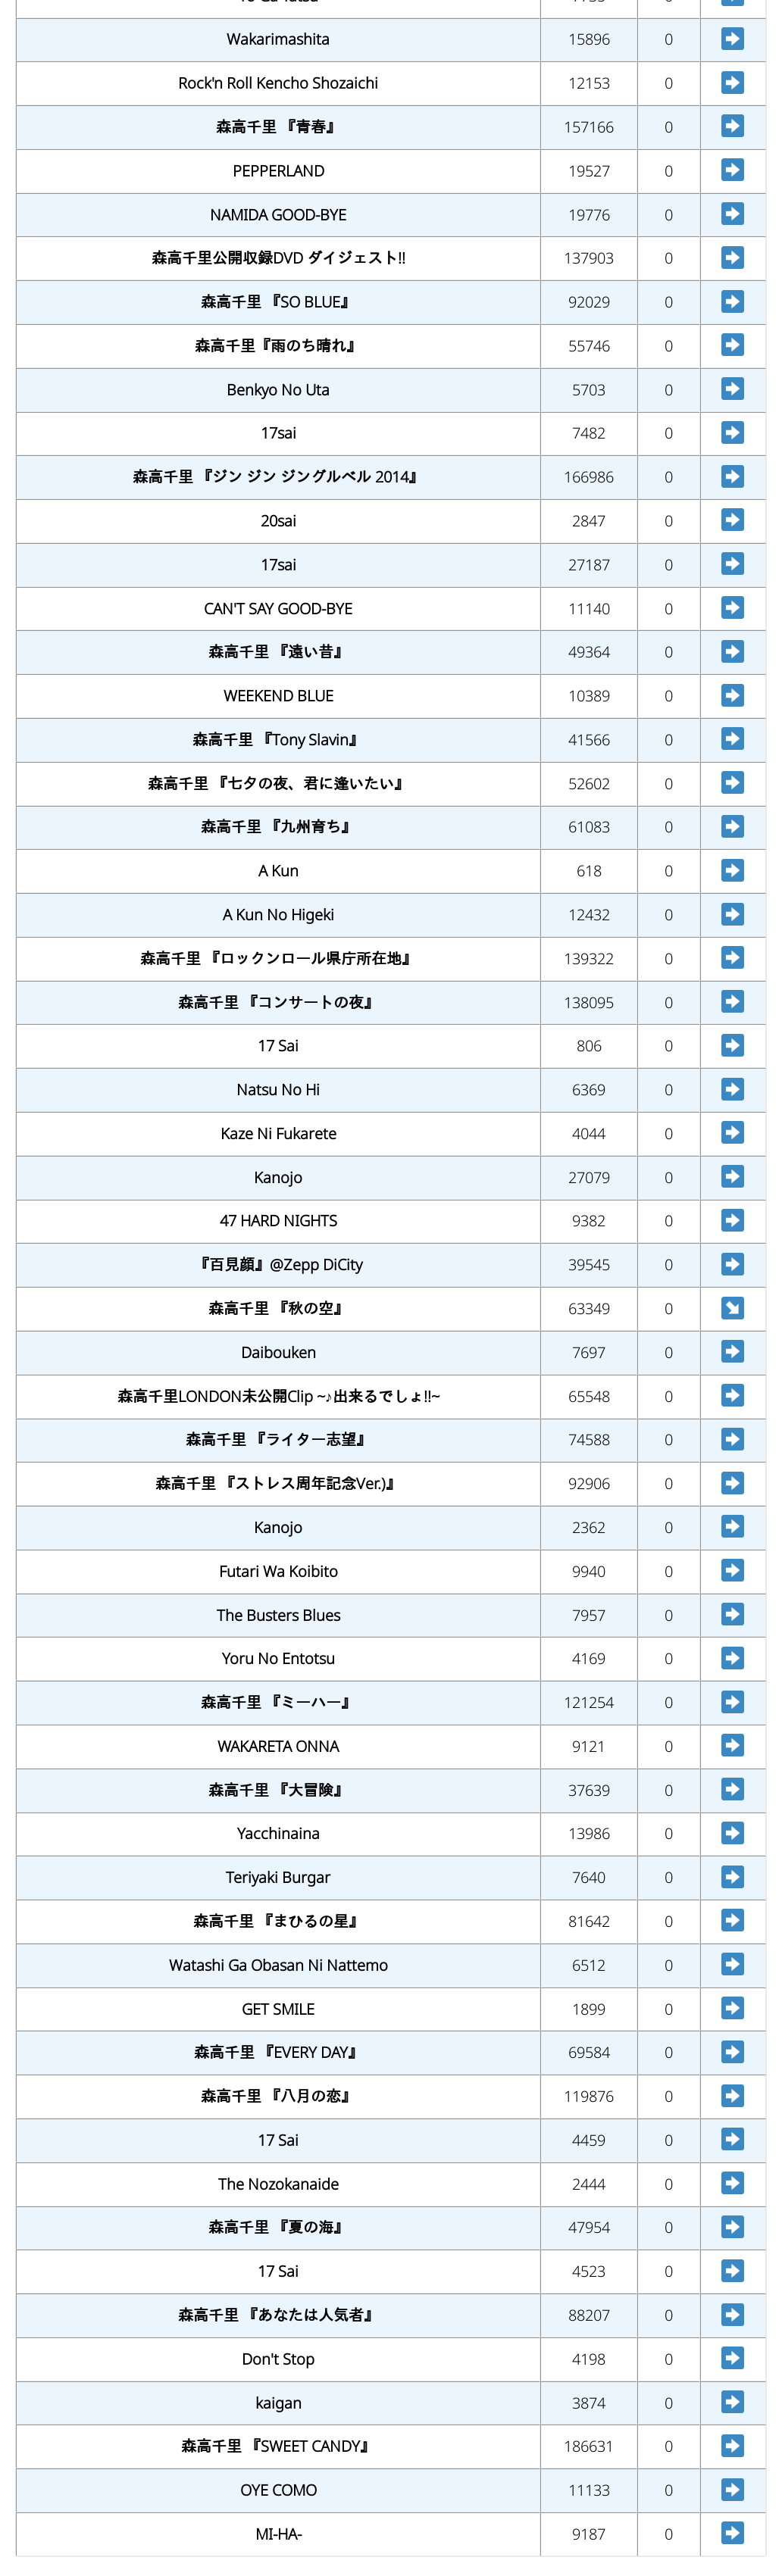 Wakarimashita 15896 0
Rock'n Roll Kencho Shozaichi 12153 0
森高千里 『青春』 157166 0
PEPPERLAND 19527 0
NAMIDA GOOD-BYE 19776 0
森高千里公開収録DVD ダイジェスト!! 137903 0
森高千里 『SO BLUE』 92029 0
森高千里『雨のち晴れ』 55746 0
Benkyo No Uta 5703 0
17sai 7482 0
森高千里 『ジン ジン ジングルベル 2014』 166986 0
20sai 2847 0
17sai 27187 0
CAN'T SAY GOOD-BYE 11140 0
森高千里 『遠い昔』 49364 0
WEEKEND BLUE 10389 0
森高千里 『Tony Slavin』 41566 0
森高千里 『七夕の夜、君に逢いたい』 52602 0
森高千里 『九州育ち』 61083 0
A Kun 618 0
A Kun No Higeki 12432 0
森高千里 『ロックンロール県庁所在地』 139322 0
森高千里 『コンサートの夜』 138095 0
17 Sai 806 0
Natsu No Hi 6369 0
Kaze Ni Fukarete 4044 0
Kanojo 27079 0
47 HARD NIGHTS 9382 0
『百見顔』@Zepp DiCity 39545 0
森高千里 『秋の空』 63349 0
Daibouken 7697 0
森高千里LONDON未公開Clip ~♪出来るでしょ!!~ 65548 0
森高千里 『ライター志望』 74588 0
森高千里 『ストレス周年記念Ver.)』 92906 0
Kanojo 2362 0
Futari Wa Koibito 9940 0
The Busters Blues 7957 0
Yoru No Entotsu 4169 0
森高千里 『ミーハー』 121254 0
WAKARETA ONNA 9121 0
森高千里 『大冒険』 37639 0
Yacchinaina 13986 0
Teriyaki Burgar 7640 0
森高千里 『まひるの星』 81642 0
Watashi Ga Obasan Ni Nattemo 6512 0
GET SMILE 1899 0
森高千里 『EVERY DAY』 69584 0
森高千里 『八月の恋』 119876 0
17 Sai 4459 0
The Nozokanaide 2444 0
森高千里 『夏の海』 47954 0
17 Sai 4523 0
森高千里 『あなたは人気者』 88207 0
Don't Stop 4198 0
kaigan 3874 0
森高千里 『SWEET CANDY』 186631 0
OYE COMO 11133 0
MI-HA- 9187 0